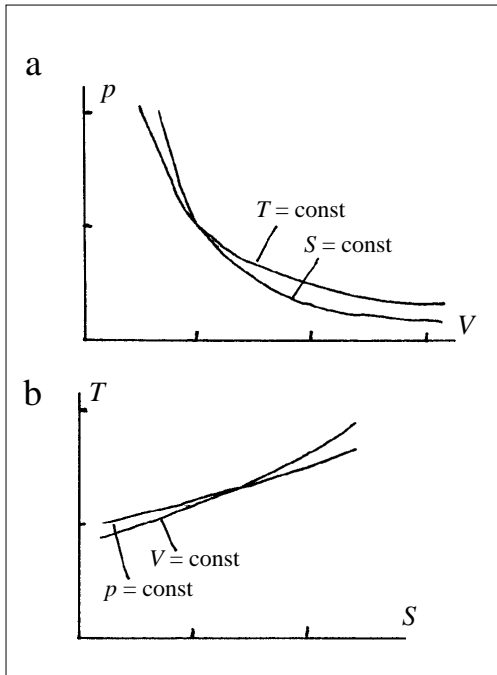 a
p
T = const
S = const
V
b
T
V = const
p = const
S